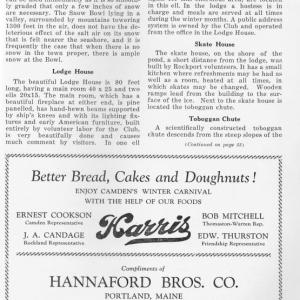 ly graded that only a few inches of snow
are necessary. The Snow Bowl lying in a
valley, surrounded by mountains towering
1300 feet in the air, does not have the de-
leterious effect of the salt air on its snow
that is felt nearer the seashore, and it is
frequently the case that when there is no
snow in the town proper, there is ample
snow at the Bowl.
Lodge House
The beautiful Lodge House is 80 feet
long, having a main room 40 x 25 and two
ells 20x15. The main room, which has a
beautiful fireplace at either end, is pine
panelled, has hand-hewn beams supported
by ship's knees and with its lighting fix-
tures and early American furniture, built
entirely by volunteer labor for the Club,
is very beautifully done and causes
much comment by visitors. In one ell
in this ell. In the lodge a hostess is in
charge and meals are served at all times
during the winter months. A public address
system is owned by the Club and operated
from the office in the Lodge House.
Skate House
The skate house, on the shore of the
pond, a short distance from the lodge, was
built by Rockport volunteers. It has a small
kitchen where refreshments may be had as
well as a room, heated at all times, in
which skates may be changed. Wooden
ramps lead from the building to the sur-
face of the ice. Next to the skate house is
located the toboggan chute.
Toboggan Chute
A scientifically constructed toboggan
chute descends from the steep slopes of the
(Continued on page 53)
Better Bread, Cakes and Doughnuts!
ENJOY CAMDEN'S WINTER CARNIVAL
WITH THE HELP OF OUR FOODS
ERNEST COOKSON
Camden Representative
J. A. CANDAGE
Rockland Representative
Harris
BOB MITCHELL
Thomaston-Warren Rep.
EDW. THURSTON
Friendship Representative
Compliments of
HANNAFORD BROS. CO.
PORTLAND, MAINE